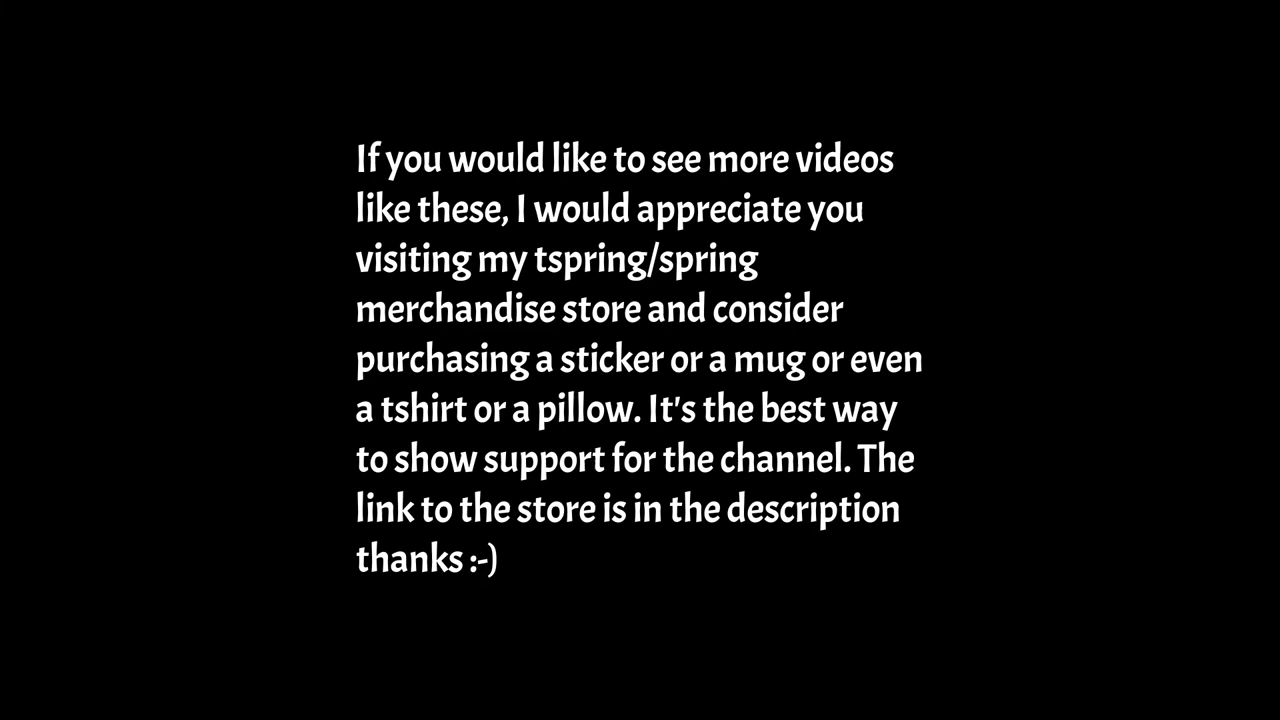 If you would like to see more videos
like these, I would appreciate you
visiting my tspring/spring
merchandise store and consider
purchasing a sticker or a mug or even
a tshirt or a pillow. It's the best way
to show support for the channel. The
link to the store is in the description
thanks :-)